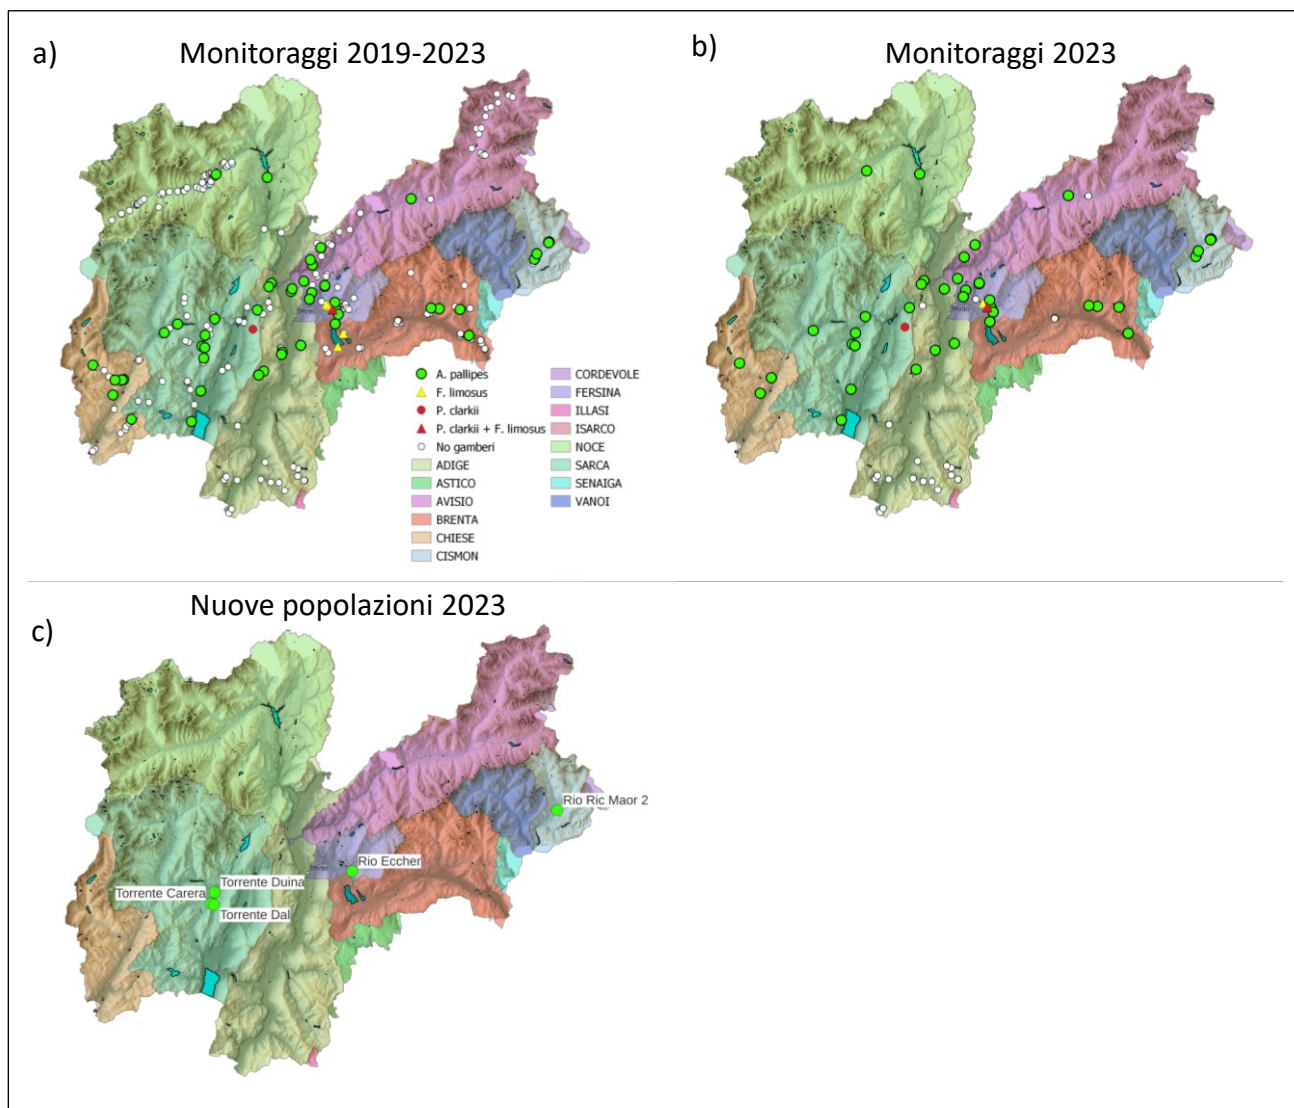 a)
Monitoraggi 2019-2023
b)
Monitoraggi 2023
A. pallipes
F. limosus
P. clarkii
P. clarkii + F. limosus
No gamberi
ADIGE
ASTICO
AVISIO
BRENTA
CHIESE
CISMON
CORDEVOLE
FERSINA
ILLASI
ISARCO
NOCE
SARCA
SENAIGA
VANOI
Nuove popolazioni 2023
c)
Rio Ric Maor 2
Rio Eccher
Torrente Duina
Torrente Carera
Torrente Dal